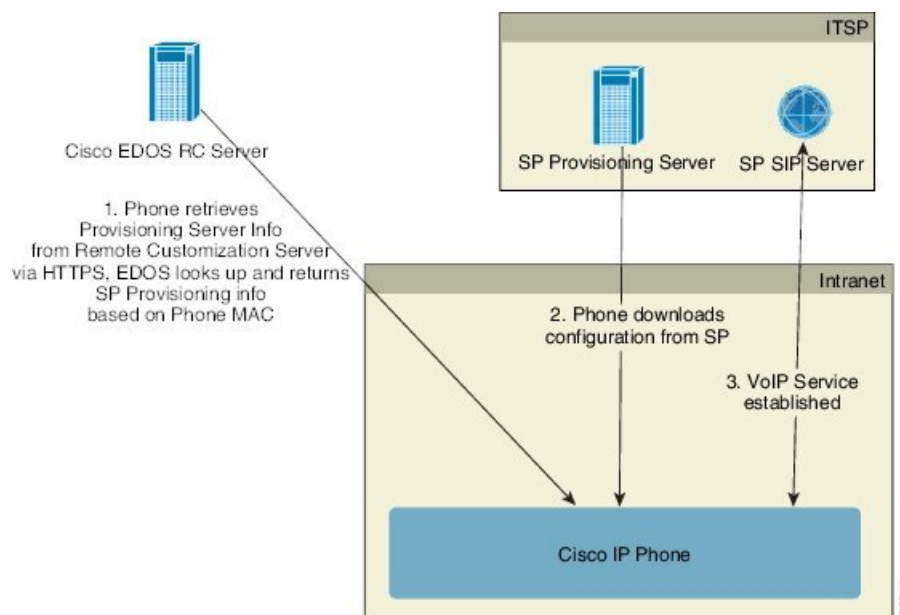 ITSP
Cisco EDOS RC Server
SP Provisioning Server
SP SIP Server
1. Phone retrieves
Provisioning Server Info
from Remote Customization Server
via HTTPS, EDOS looks up and returns
SP Provisioning info
based on Phone MAC
Intranet
2. Phone downloads
configuration from SP
3. VoIP Service
established
Cisco IP Phone